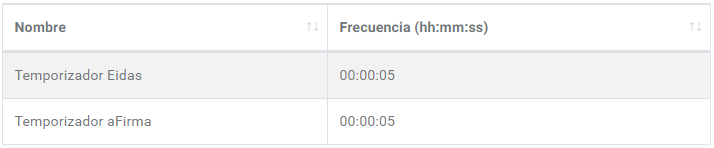 Nombre Frecuencia (hh:mm:ss)
Temporizador Eidas 00:00:05
Temporizador aFirma 00:00:05